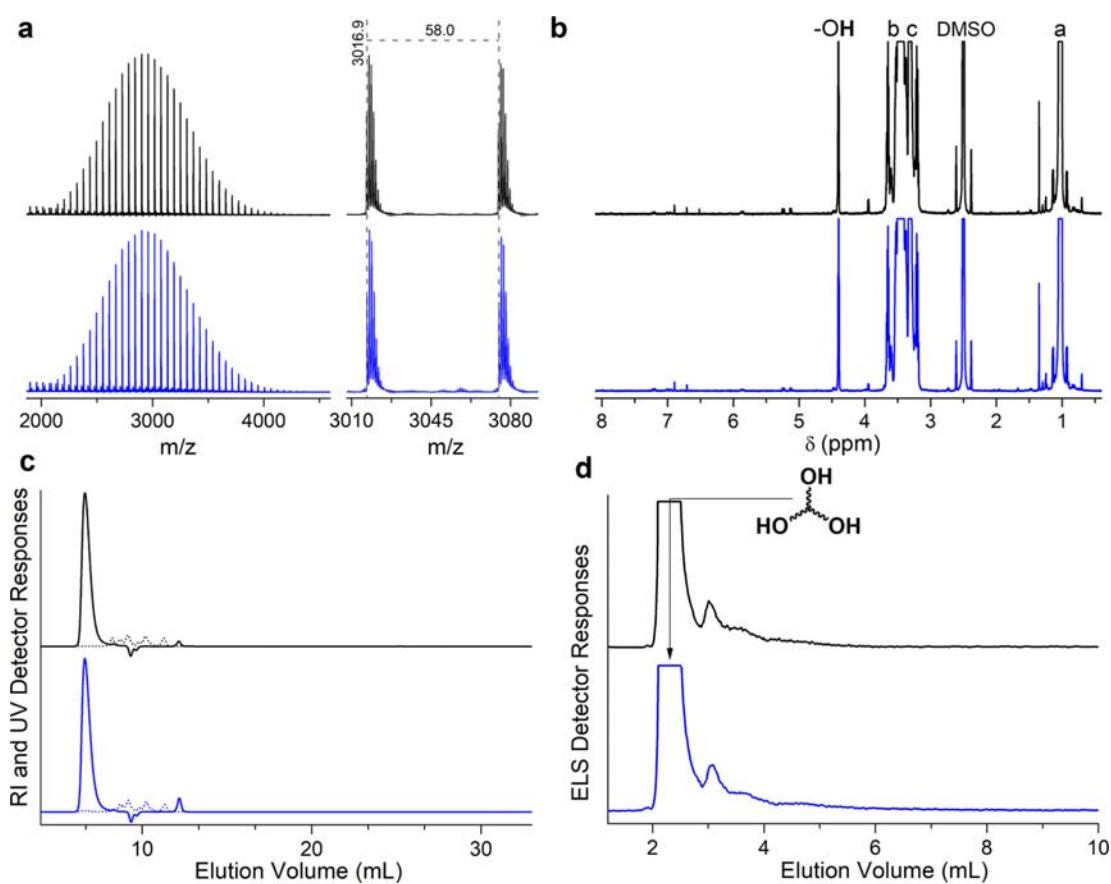 a
3016.9
58.0
2000 3000 4000
m/z
3010 3045 3080
m/z
b
-OH b c DMSO a
8 7 6 5 4 3 2 1
δ (ppm)
c
RI and UV Detector Responses
10 20 30
Elution Volume (mL)
d
OH
HO OH
ELS Detector Responses
2 4 6 8 10
Elution Volume (mL)